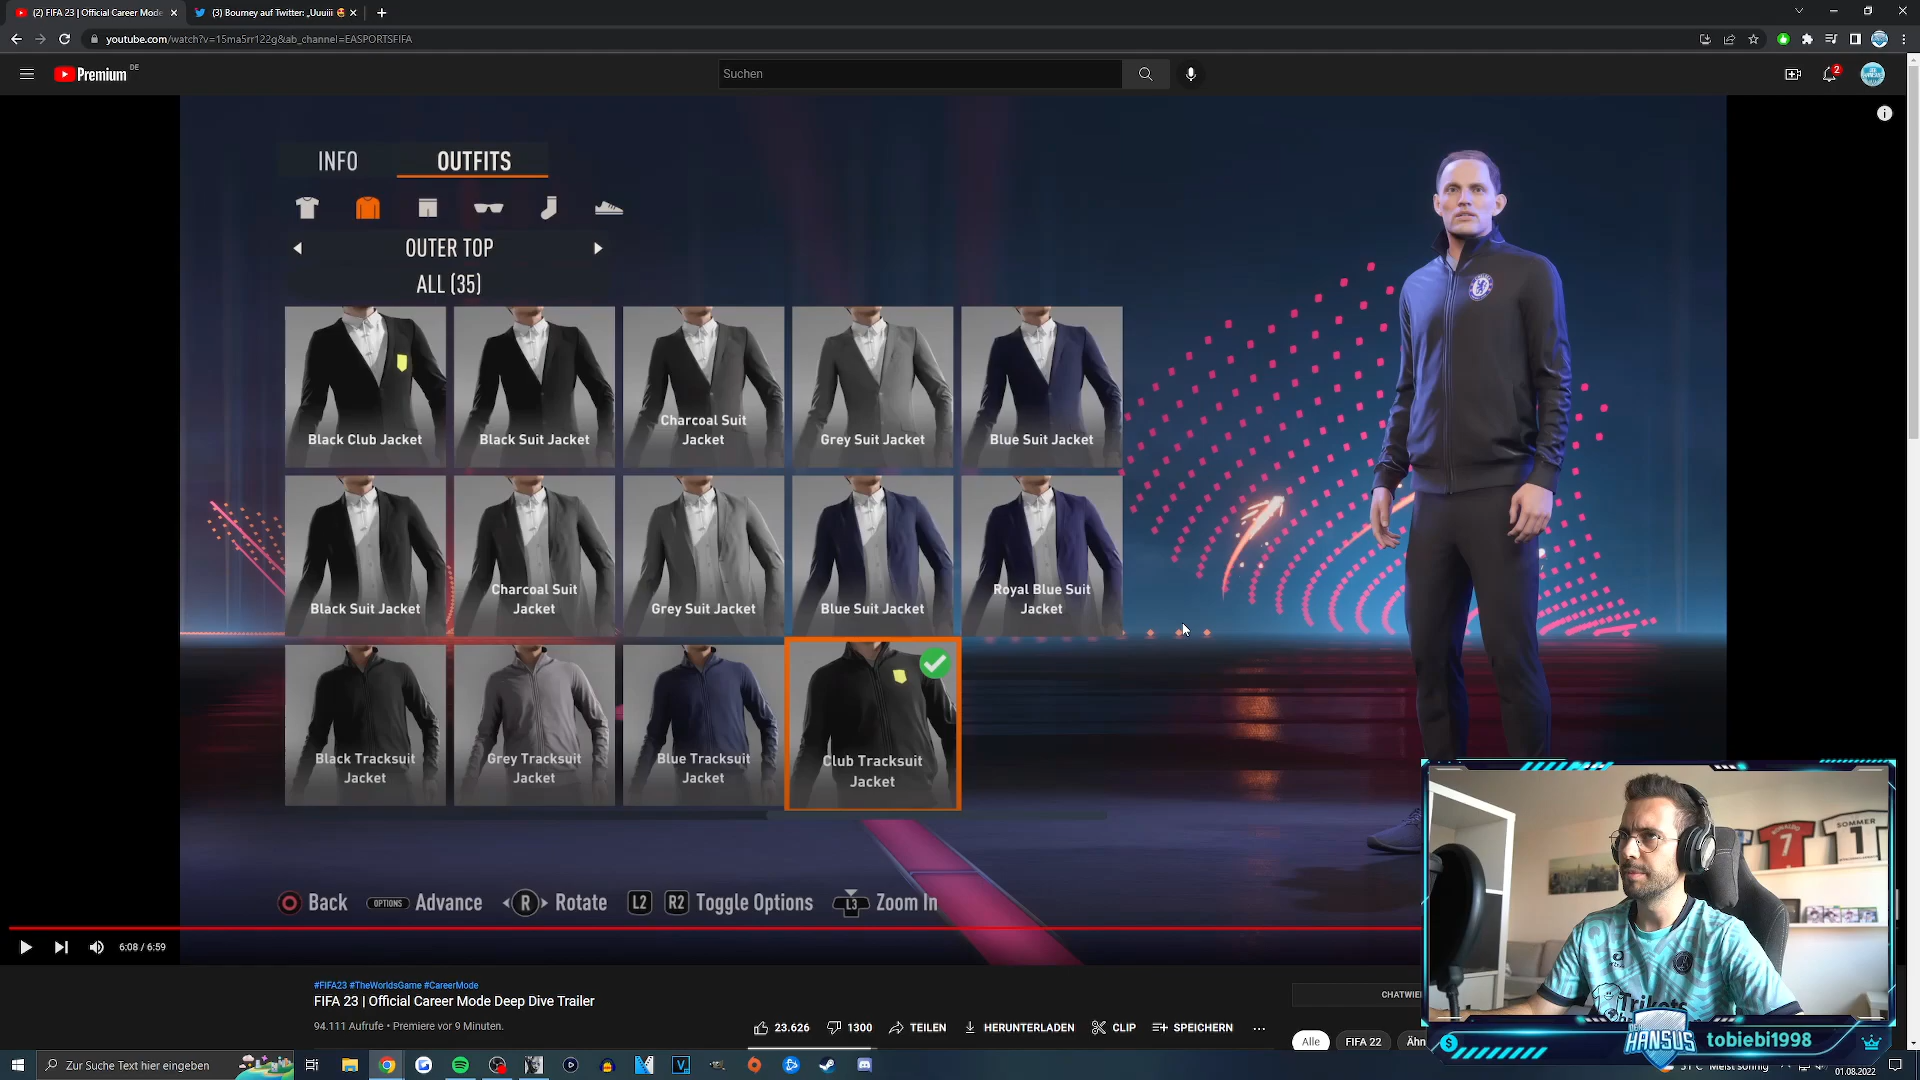 (2) FIFA 23 | Official Career Mode
(3) Boumey auf Twitter: „Uuuiii
youtube.com/watch?v=15ma5rr122g&ab_channel=EASPORTSFIFA
Premium DE
Suchen
2
INFO OUTFITS
OUTER TOP
ALL (35)
Black Club Jacket
Black Suit Jacket
Charcoal Suit
Jacket
Grey Suit Jacket
Blue Suit Jacket
Black Suit Jacket
Charcoal Suit
Jacket
Grey Suit Jacket
Blue Suit Jacket
Royal Blue Suit
Jacket
Black Tracksuit
Jacket
Grey Tracksuit
Jacket
Blue Tracksuit
Jacket
Club Tracksuit
Jacket
Back OPTIONS Advance R Rotate L2 R2 Toggle Options L3 Zoom In
6:08 / 6:59
RONALDO
7
SOMMER
1
Trikots
#FIFA23 #TheWorldsGame #CareerMode
FIFA 23 | Official Career Mode Deep Dive Trailer
94.111 Aufrufe • Premiere vor 9 Minuten.
23.626 1300 TEILEN HERUNTERLADEN CLIP SPEICHERN ...
Alle FIFA 22
HANSUS
tobiebi1998
Zur Suche Text hier eingeben
01.08.2022